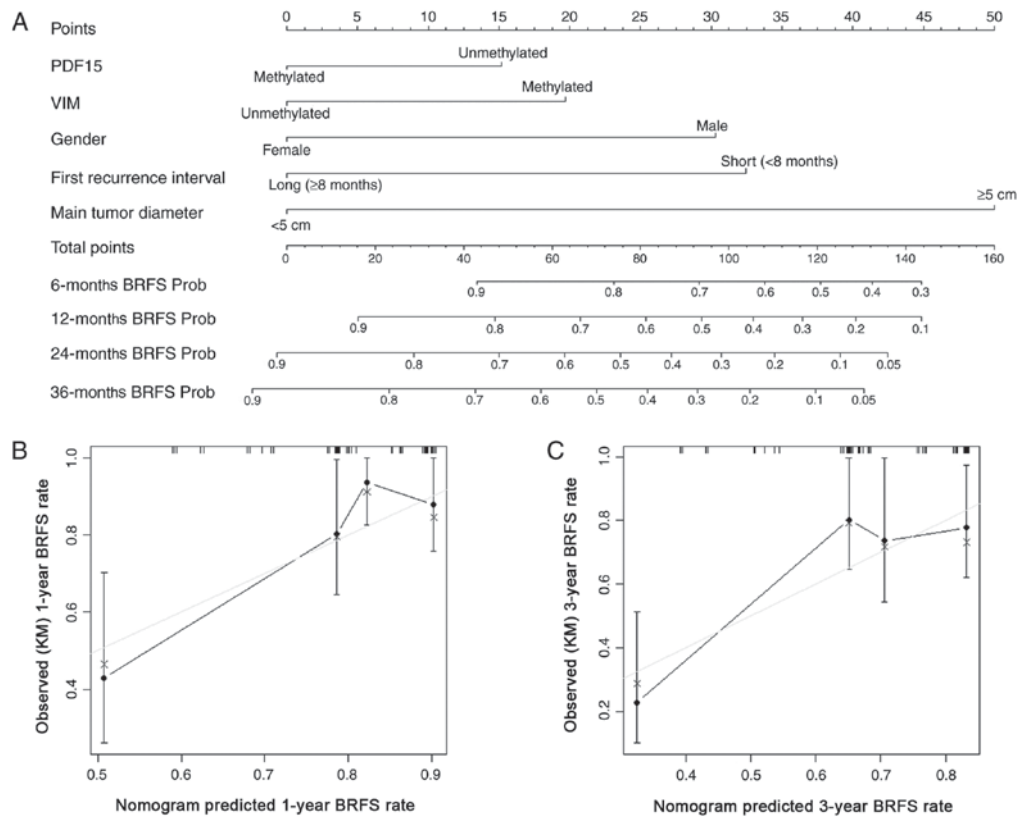 A
Points
0 5 10 15 20 25 30 35 40 45 50
PDF15
Unmethylated
Methylated
VIM
Methylated
Unmethylated
Gender
Male
Female
First recurrence interval
Short (<8 months)
Long (≥8 months)
Main tumor diameter
≥5 cm
<5 cm
Total points
0 20 40 60 80 100 120 140 160
6-months BRFS Prob
0.9 0.8 0.7 0.6 0.5 0.4 0.3
12-months BRFS Prob
0.9 0.8 0.7 0.6 0.5 0.4 0.3 0.2 0.1
24-months BRFS Prob
0.9 0.8 0.7 0.6 0.5 0.4 0.3 0.2 0.1 0.05
36-months BRFS Prob
0.9 0.8 0.7 0.6 0.5 0.4 0.3 0.2 0.1 0.05
B
Observed (KM) 1-year BRFS rate
1.0
0.8
0.6
0.4
0.5 0.6 0.7 0.8 0.9
Nomogram predicted 1-year BRFS rate
C
Observed (KM) 3-year BRFS rate
1.0
0.8
0.6
0.4
0.2
0.4 0.5 0.6 0.7 0.8
Nomogram predicted 3-year BRFS rate